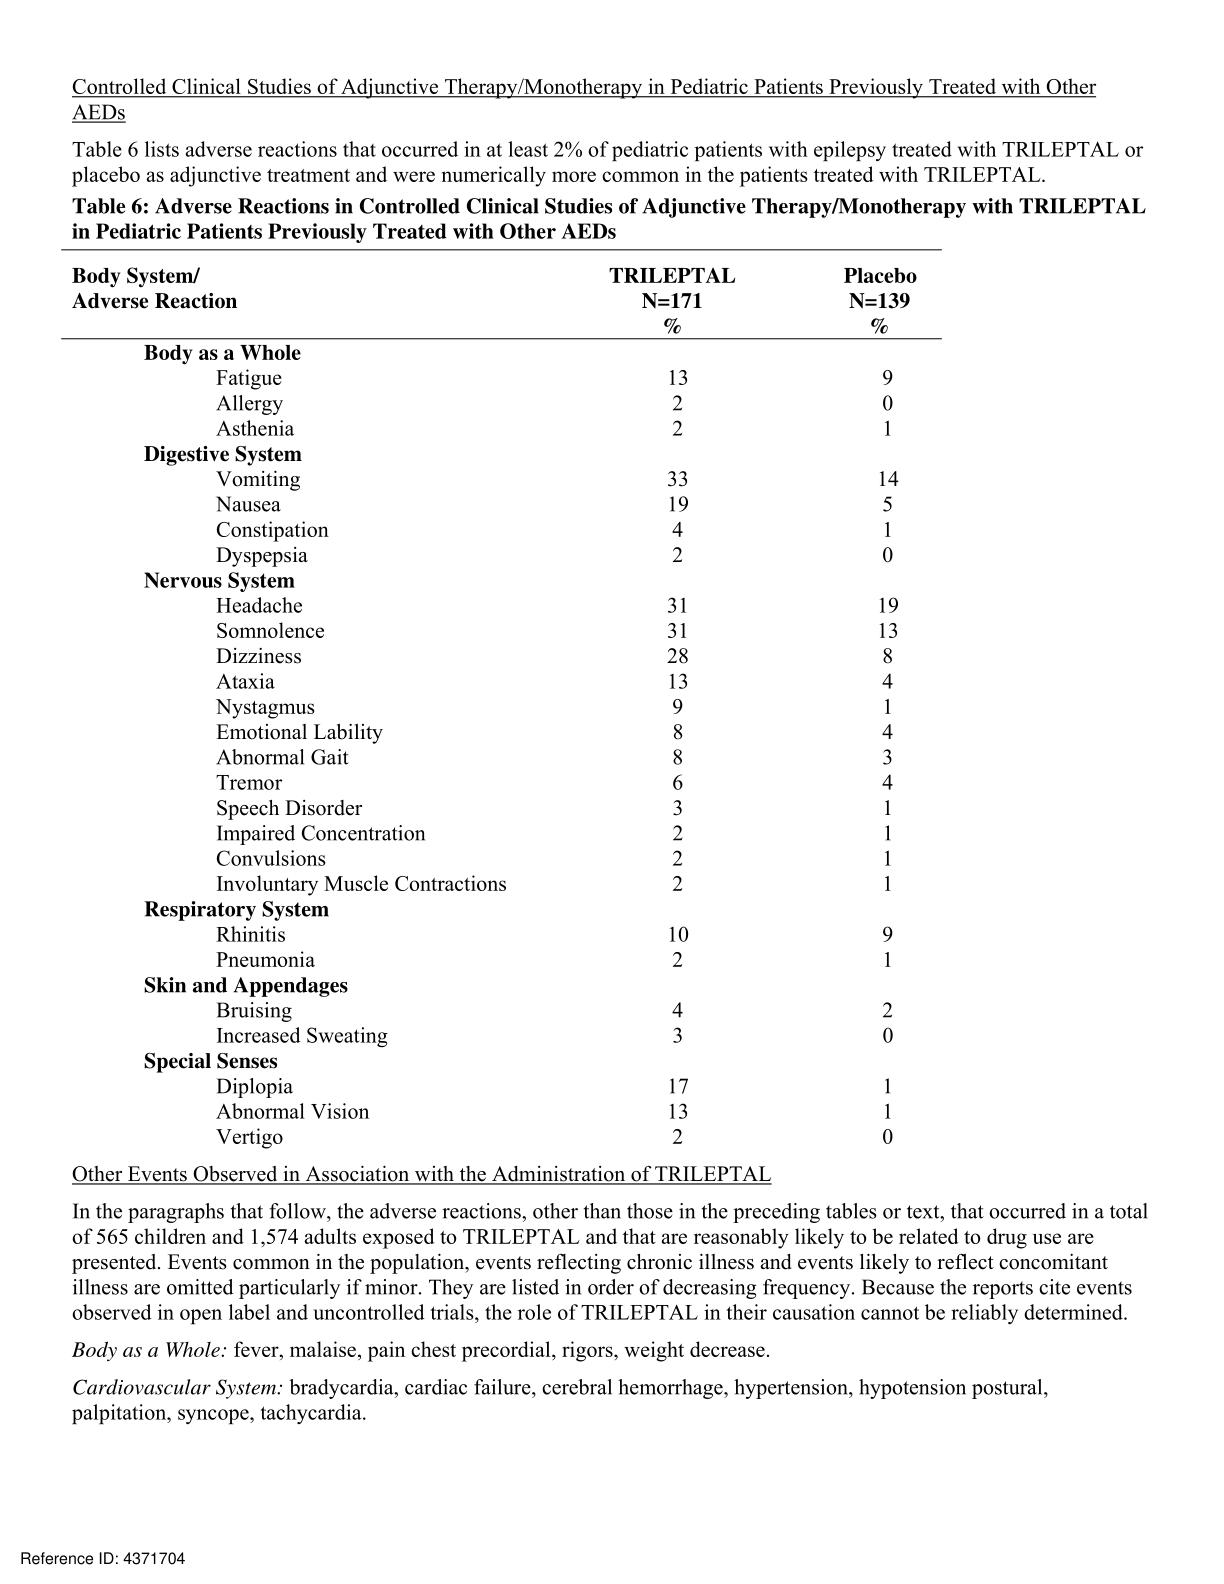 Controlled Clinical Studies of Adjunctive Therapy/Monotherapy in Pediatric Patients Previously Treated with Other
AEDs
Table 6 lists adverse reactions that occurred in at least 2% of pediatric patients with epilepsy treated with TRILEPTAL or
placebo as adjunctive treatment and were numerically more common in the patients treated with TRILEPTAL.
Table 6: Adverse Reactions in Controlled Clinical Studies of Adjunctive Therapy/Monotherapy with TRILEPTAL
in Pediatric Patients Previously Treated with Other AEDs
Body System/ TRILEPTAL Placebo
Adverse Reaction N=171 N=139
% %
Body as a Whole
Fatigue 13 9
Allergy 2 0
Asthenia 2 1
Digestive System
Vomiting 33 14
Nausea 19 5
Constipation 4 1
Dyspepsia 2 0
Nervous System
Headache 31 19
Somnolence 31 13
Dizziness 28 8
Ataxia 13 4
Nystagmus 9 1
Emotional Lability 8 4
Abnormal Gait 8 3
Tremor 6 4
Speech Disorder 3 1
Impaired Concentration 2 1
Convulsions 2 1
Involuntary Muscle Contractions 2 1
Respiratory System
Rhinitis 10 9
Pneumonia 2 1
Skin and Appendages
Bruising 4 2
Increased Sweating 3 0
Special Senses
Diplopia 17 1
Abnormal Vision 13 1
Vertigo 2 0
Other Events Observed in Association with the Administration of TRILEPTAL
In the paragraphs that follow, the adverse reactions, other than those in the preceding tables or text, that occurred in a total
of 565 children and 1,574 adults exposed to TRILEPTAL and that are reasonably likely to be related to drug use are
presented. Events common in the population, events reflecting chronic illness and events likely to reflect concomitant
illness are omitted particularly if minor. They are listed in order of decreasing frequency. Because the reports cite events
observed in open label and uncontrolled trials, the role of TRILEPTAL in their causation cannot be reliably determined.
Body as a Whole: fever, malaise, pain chest precordial, rigors, weight decrease.
Cardiovascular System: bradycardia, cardiac failure, cerebral hemorrhage, hypertension, hypotension postural,
palpitation, syncope, tachycardia.
Reference ID: 4371704